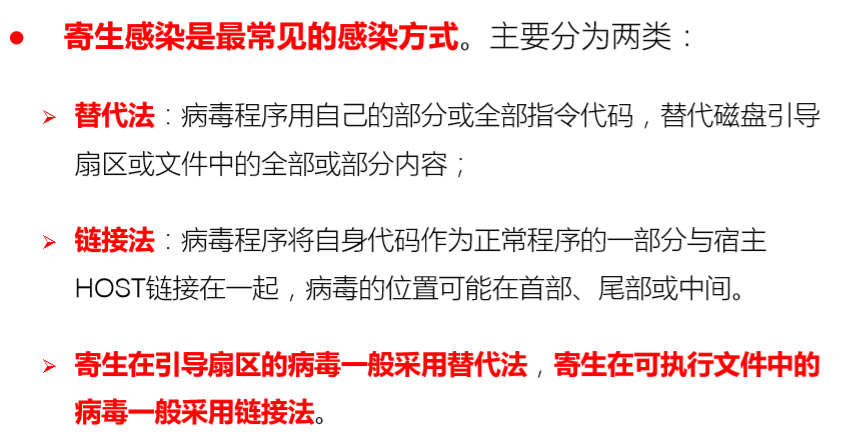 寄生感染是最常见的感染方式。主要分为两类：
替代法：病毒程序用自己的部分或全部指令代码，替代磁盘引导
扇区或文件中的全部或部分内容；
链接法：病毒程序将自身代码作为正常程序的一部分与宿主
HOST链接在一起，病毒的位置可能在首部、尾部或中间。
寄生在引导扇区的病毒一般采用替代法，寄生在可执行文件中的
病毒一般采用链接法。